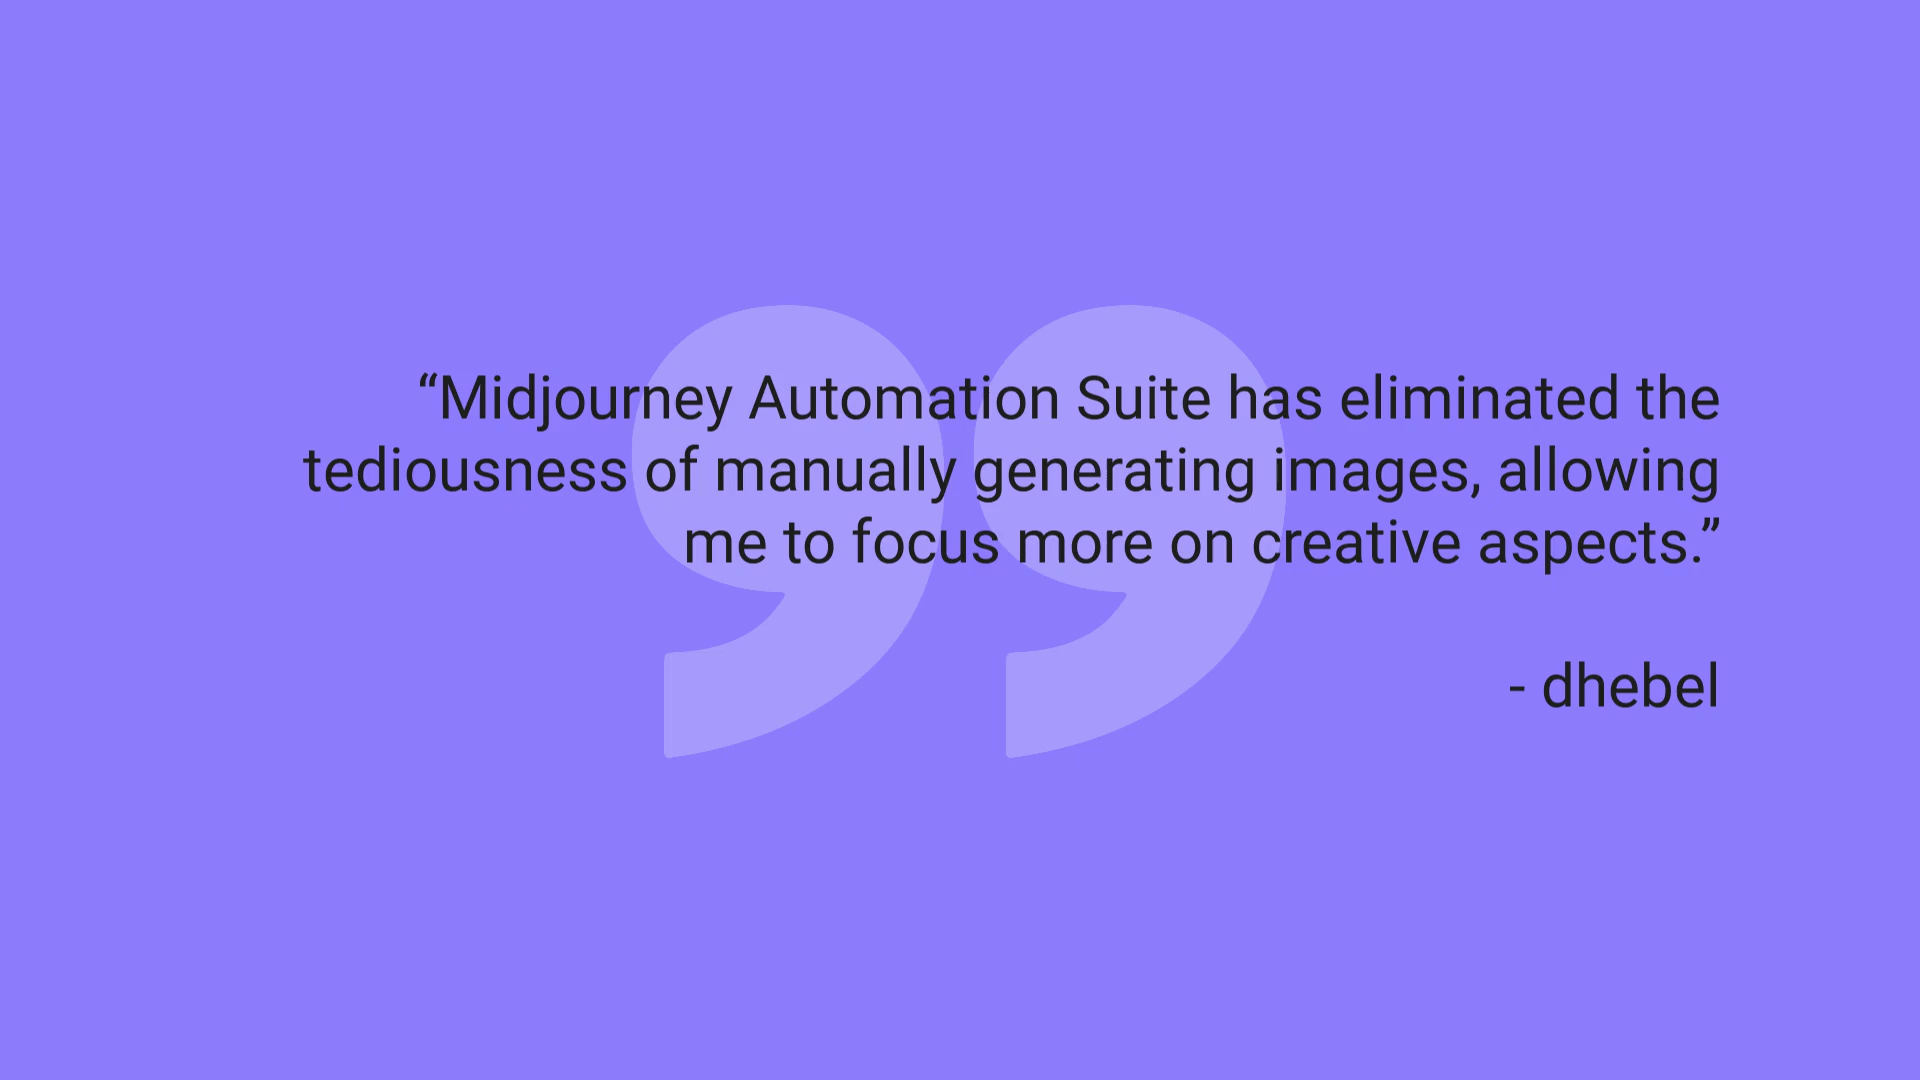 “Midjourney Automation Suite has eliminated the
tediousness of manually generating images, allowing
me to focus more on creative aspects.”
- dhebel